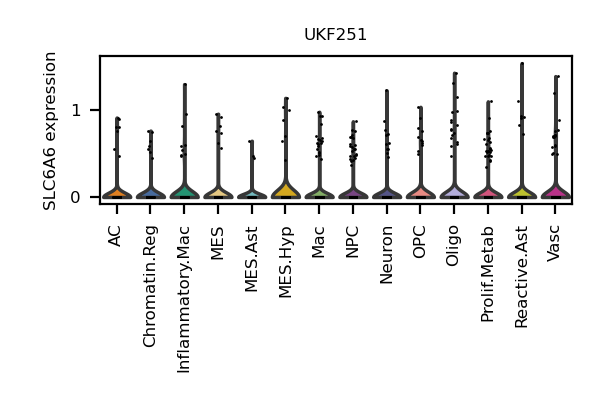 UKF251
SLC6A6 expression
1
0
AC
Chromatin.Reg
Inflammatory.Mac
MES
MES.Ast
MES.Hyp
Mac
NPC
Neuron
OPC
Oligo
Prolif.Metab
Reactive.Ast
Vasc